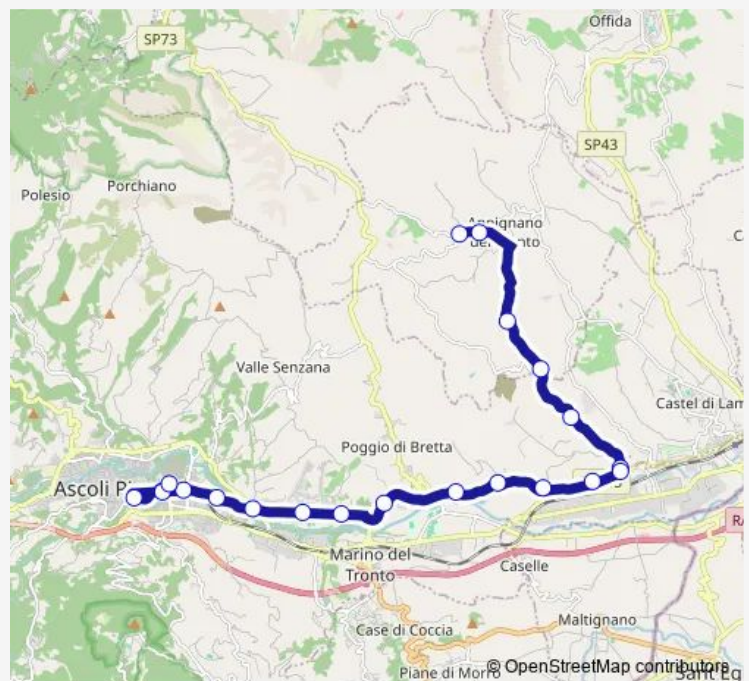 Offida
SP73
SP43
Polesio
Porchiano
Valle Senzana
Castel di Lam
Poggio di Bretta
Ascoli Pi
Marino del
Tronto
Caselle
Case di Coccia
Maltignano
Piane di Morro
© OpenStreetMap contributors